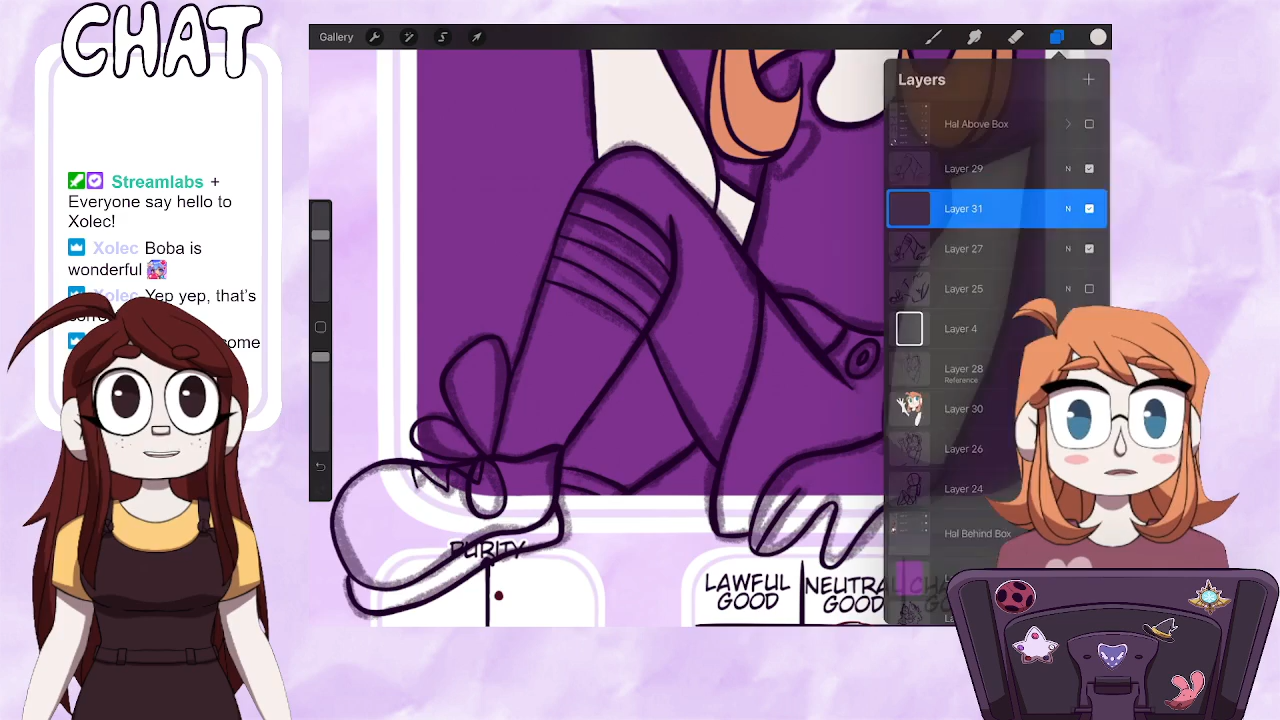 CHAT
Streamlabs +
Everyone say hello to
Xolec!
Xolec Boba is
wonderful
Xolec Yep yep, that's
Gallery
Layers
Hal Above Box
Layer 29 N
Layer 31 N
Layer 27 N
Layer 25 N
Layer 4
Layer 28
Reference
Layer 30
Layer 26
Layer 24
Hal Behind Box
PURITY
LAWFUL
GOOD
NEUTRAL
GOOD